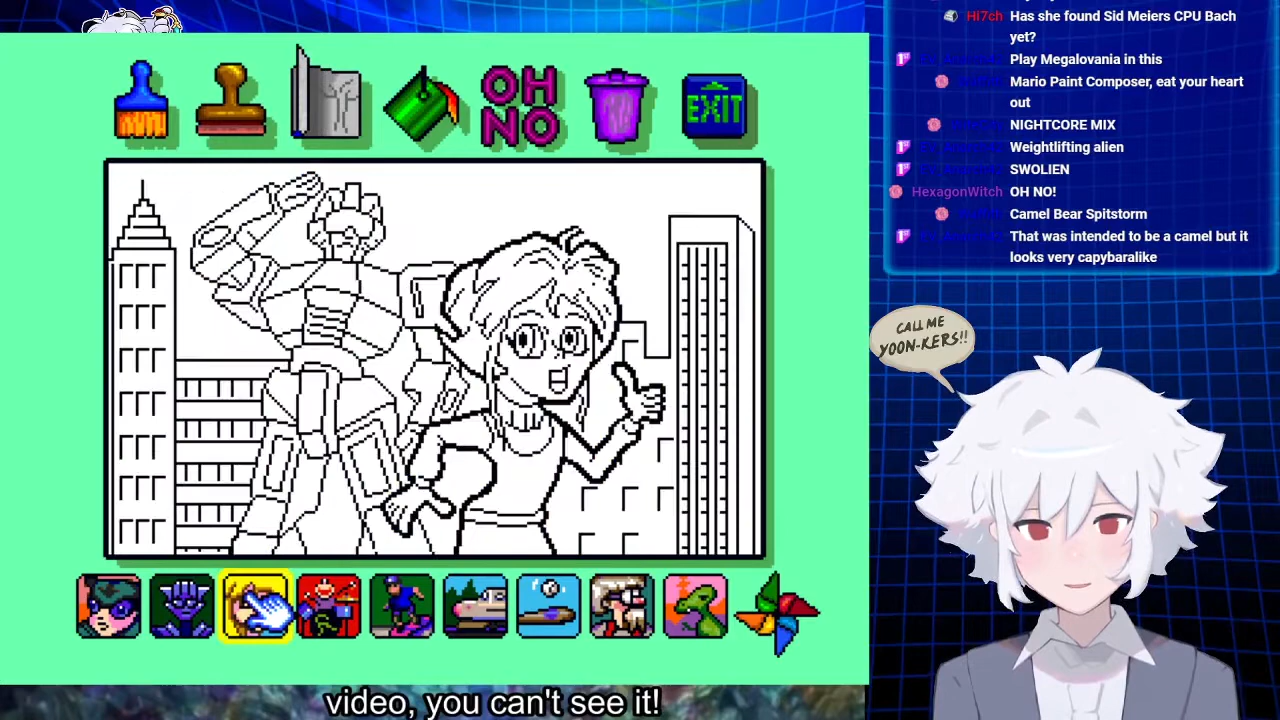 OH
NO
EXIT
Hi7ch Has she found Sid Meiers CPU Bach
yet?
Play Megalovania in this
Mario Paint Composer, eat your heart
out
NIGHTCORE MIX
Weightlifting alien
SWOLIEN
HexagonWitch OH NO!
Camel Bear Spitstorm
That was intended to be a camel but it
looks very capybaralike
CALL ME
YOON-KERS!!
video, you can't see it!